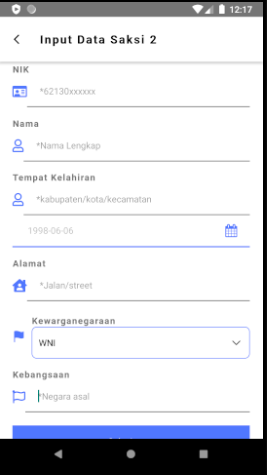 12:17
Input Data Saksi 2
NIK
*62130xxxxxx
Nama
*Nama Lengkap
Tempat Kelahiran
*kabupaten/kota/kecamatan
1998-06-06
Alamat
*Jalan/street
Kewarganegaraan
WNI
Kebangsaan
*Negara asal